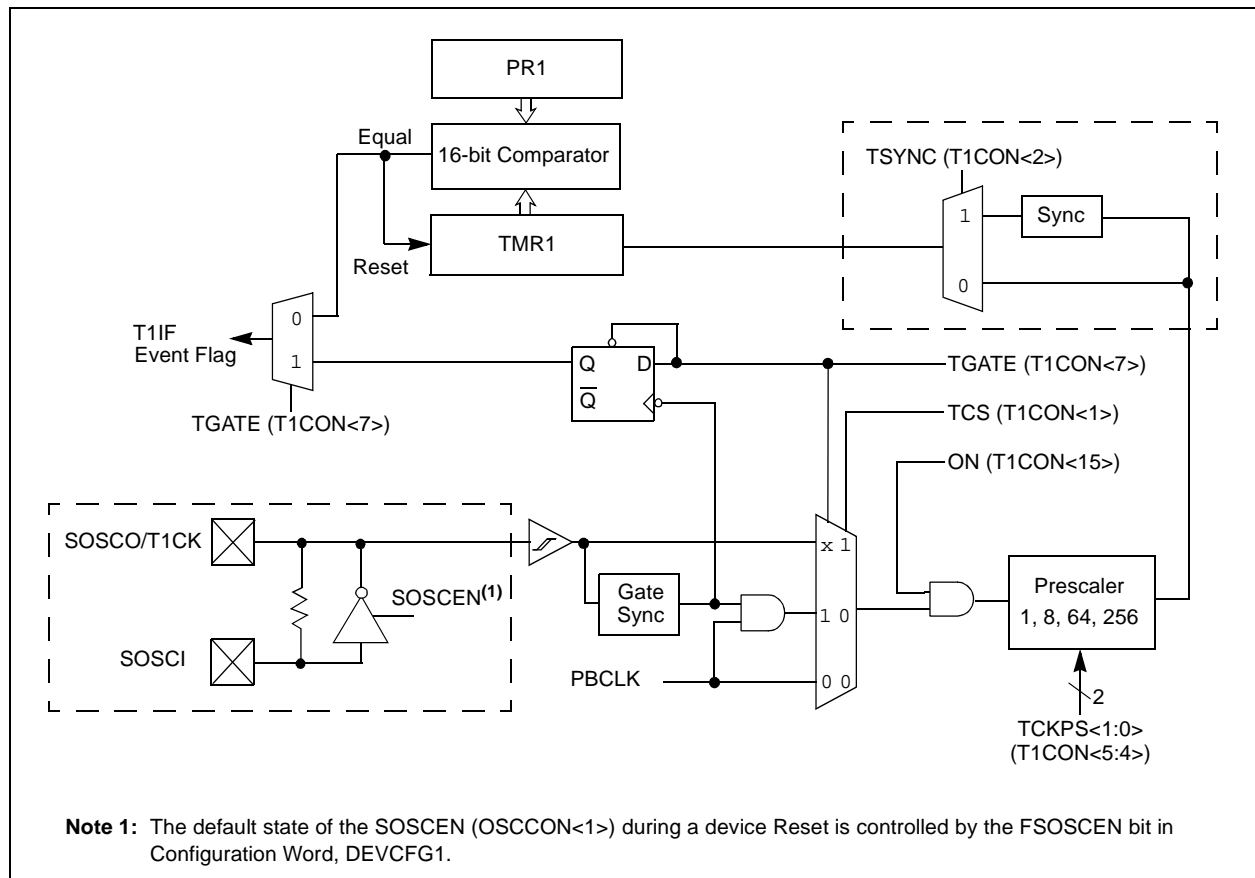 PR1
Equal
16-bit Comparator
TSYNC (T1CON<2>)
1
Sync
TMR1
Reset
0
0
T1IF
Event Flag
1
Q
D
Q̅
TGATE (T1CON<7>)
TGATE (T1CON<7>)
TCS (T1CON<1>)
ON (T1CON<15>)
SOSCO/T1CK
x 1
SOSCEN(1)
Gate
Sync
1 0
Prescaler
1, 8, 64, 256
SOSCI
PBCLK
0 0
2
TCKPS<1:0>
(T1CON<5:4>)
Note 1: The default state of the SOSCEN (OSCCON<1>) during a device Reset is controlled by the FSOSCEN bit in
Configuration Word, DEVCFG1.